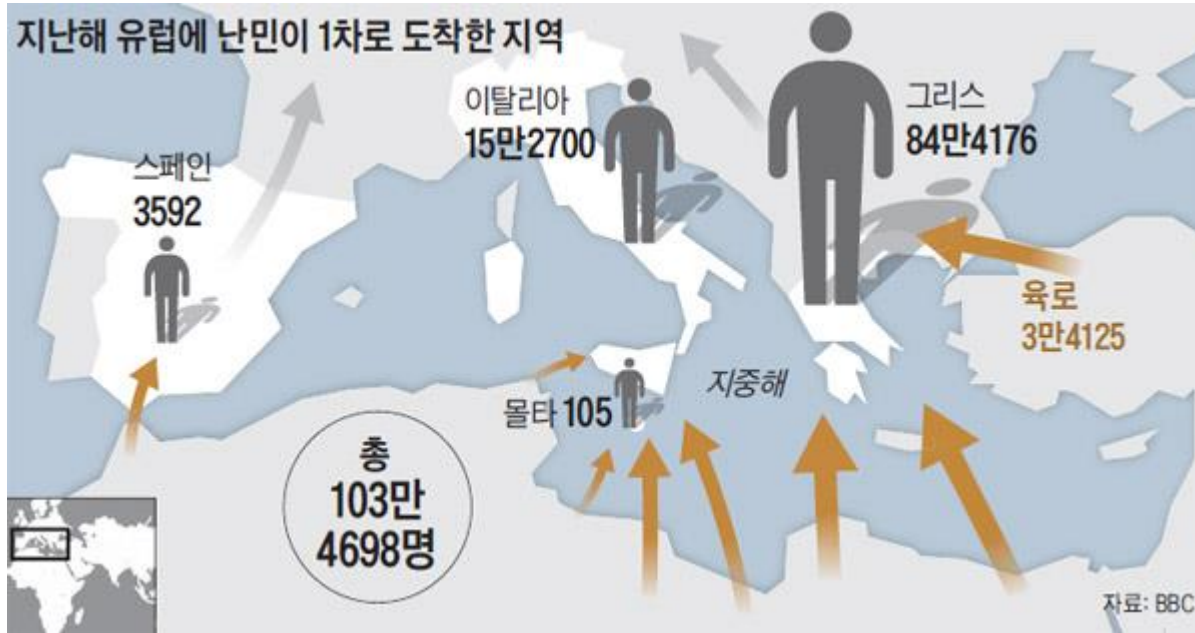 지난해 유럽에 난민이 1차로 도착한 지역
이탈리아
15만2700
그리스
84만4176
스페인
3592
육로
3만4125
지중해
몰타 105
총
103만
4698명
자료: BBC